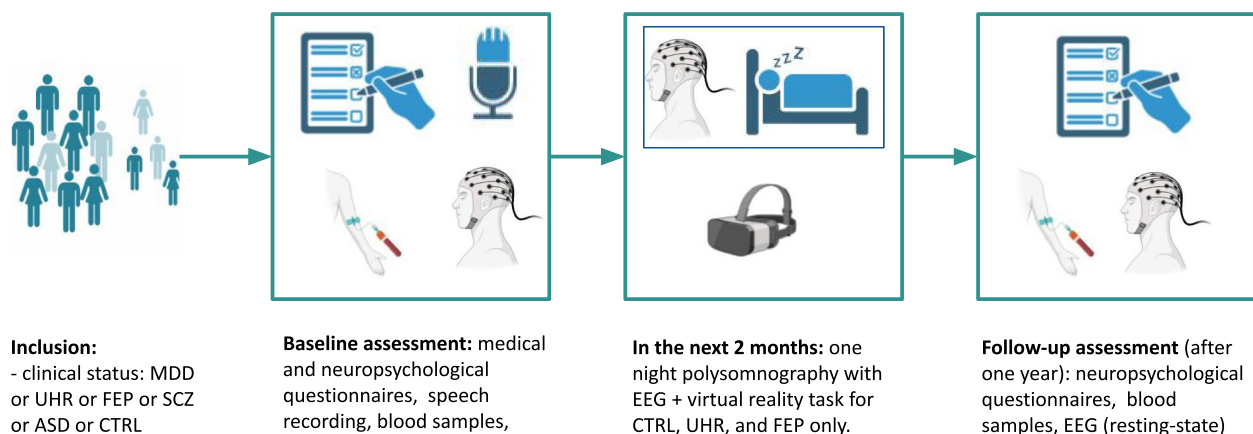 zzz
Inclusion:
- clinical status: MDD
or UHR or FEP or SCZ
or ASD or CTRL
Baseline assessment: medical
and neuropsychological
questionnaires, speech
recording, blood samples,
In the next 2 months: one
night polysomnography with
EEG + virtual reality task for
CTRL, UHR, and FEP only.
Follow-up assessment (after
one year): neuropsychological
questionnaires, blood
samples, EEG (resting-state)